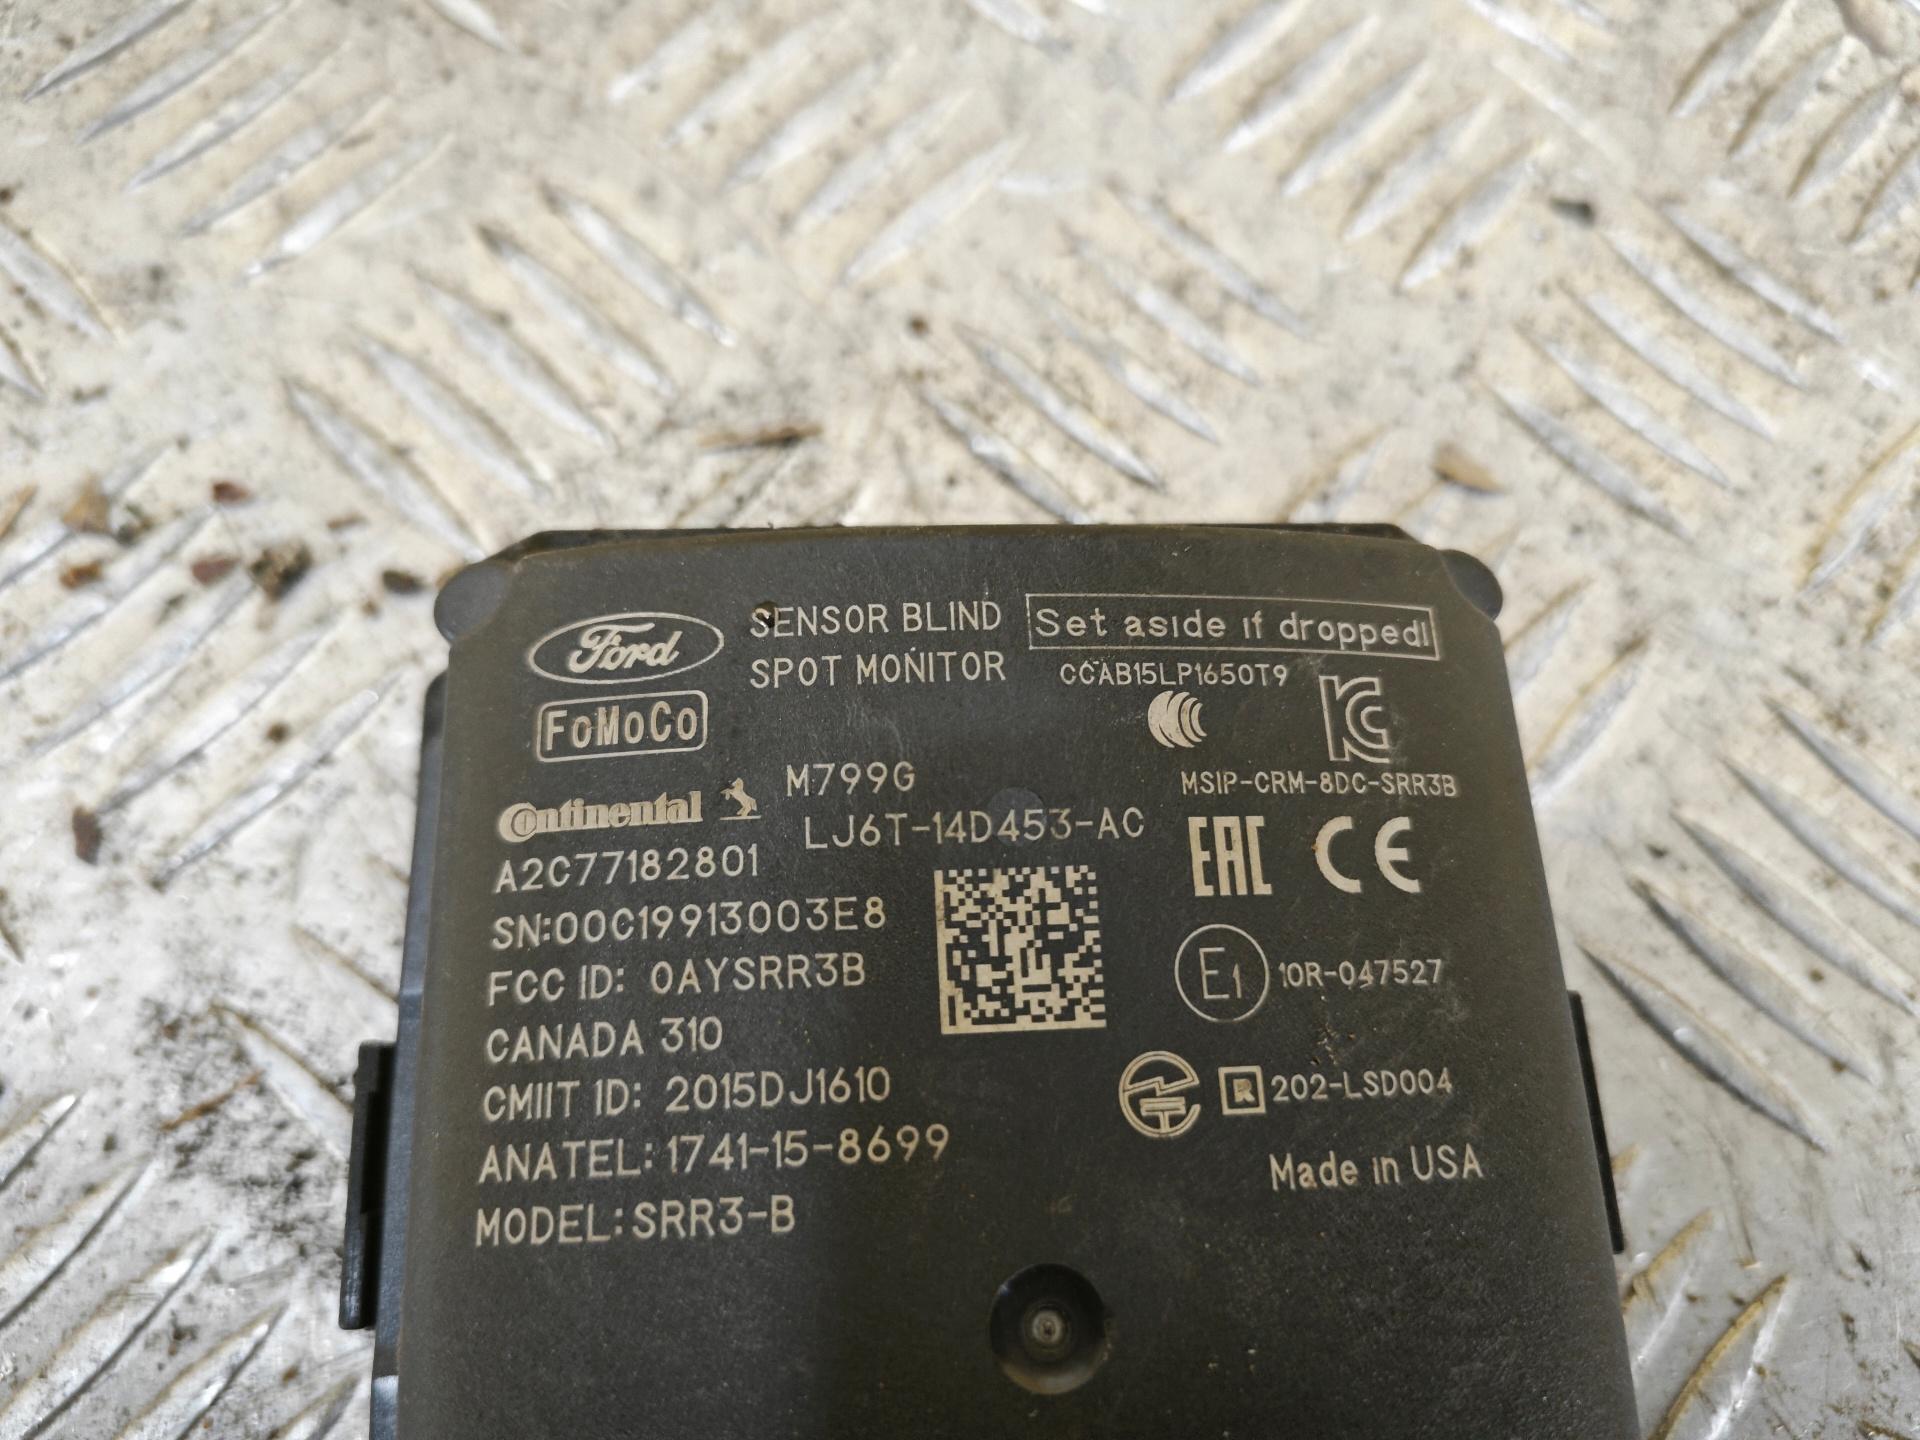 Ford
SENSOR BLIND
SPOT MONITOR
Set aside if dropped!
CCAB15LP1650T9
FoMoCo
Continental
M799G
LJ6T-14D453-AC
MSIP-CRM-8DC-SRR3B
A2C77182801
EAC CE
SN:00C19913003E8
FCC ID: OAYSRR3B
E1 10R-047527
CANADA 310
CMIIT ID: 2015DJ1610
R 202-LSD004
ANATEL: 1741-15-8699
Made in USA
MODEL: SRR3-B